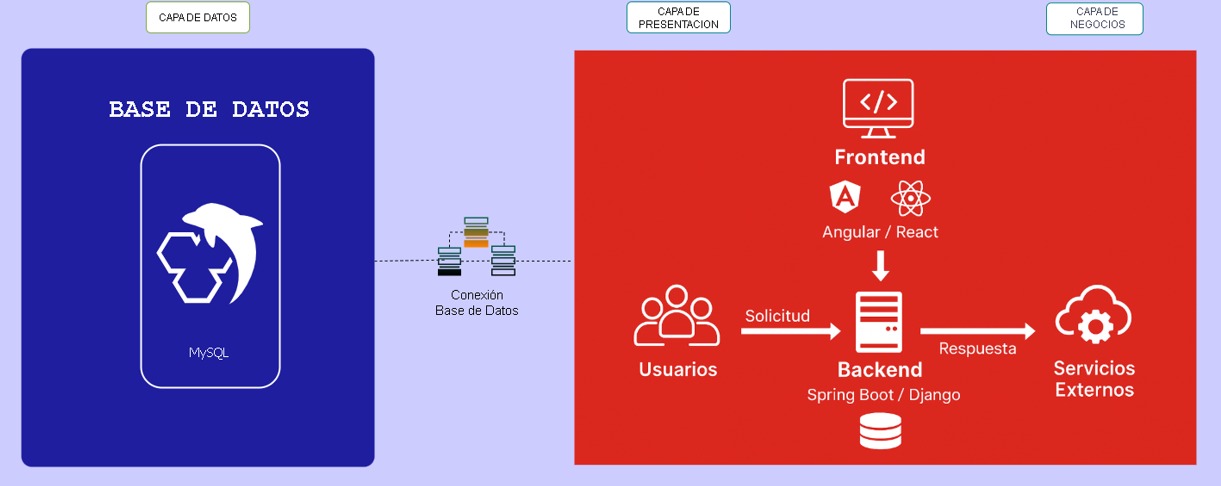 CAPA DE DATOS
CAPA DE
PRESENTACION
CAPA DE
NEGOCIOS
BASE DE DATOS
MySQL
Conexión
Base de Datos
</>
Frontend
A
Angular / React
Solicitud
Usuarios
Backend
Spring Boot / Django
Respuesta
Servicios
Externos